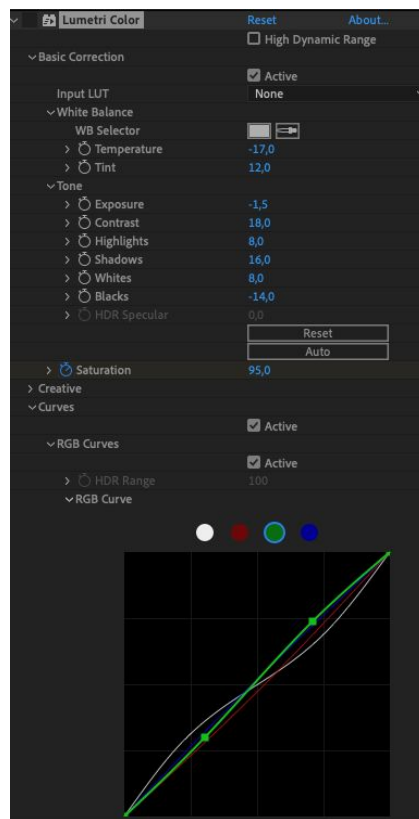 Lumetri Color Reset About...
High Dynamic Range
Basic Correction
Active
Input LUT None
White Balance
WB Selector
Temperature -17,0
Tint 12,0
Tone
Exposure -1,5
Contrast 18,0
Highlights 8,0
Shadows 16,0
Whites 8,0
Blacks -14,0
HDR Specular 0,0
Reset
Auto
Saturation 95,0
Creative
Curves
Active
RGB Curves
Active
HDR Range 100
RGB Curve